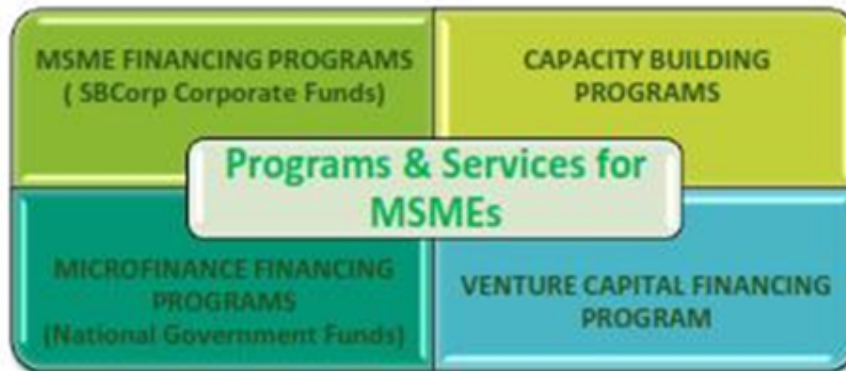 MSME FINANCING PROGRAMS
( SBCorp Corporate Funds)
CAPACITY BUILDING
PROGRAMS
Programs & Services for
MSMEs
MICROFINANCE FINANCING
PROGRAMS
(National Government Funds)
VENTURE CAPITAL FINANCING
PROGRAM